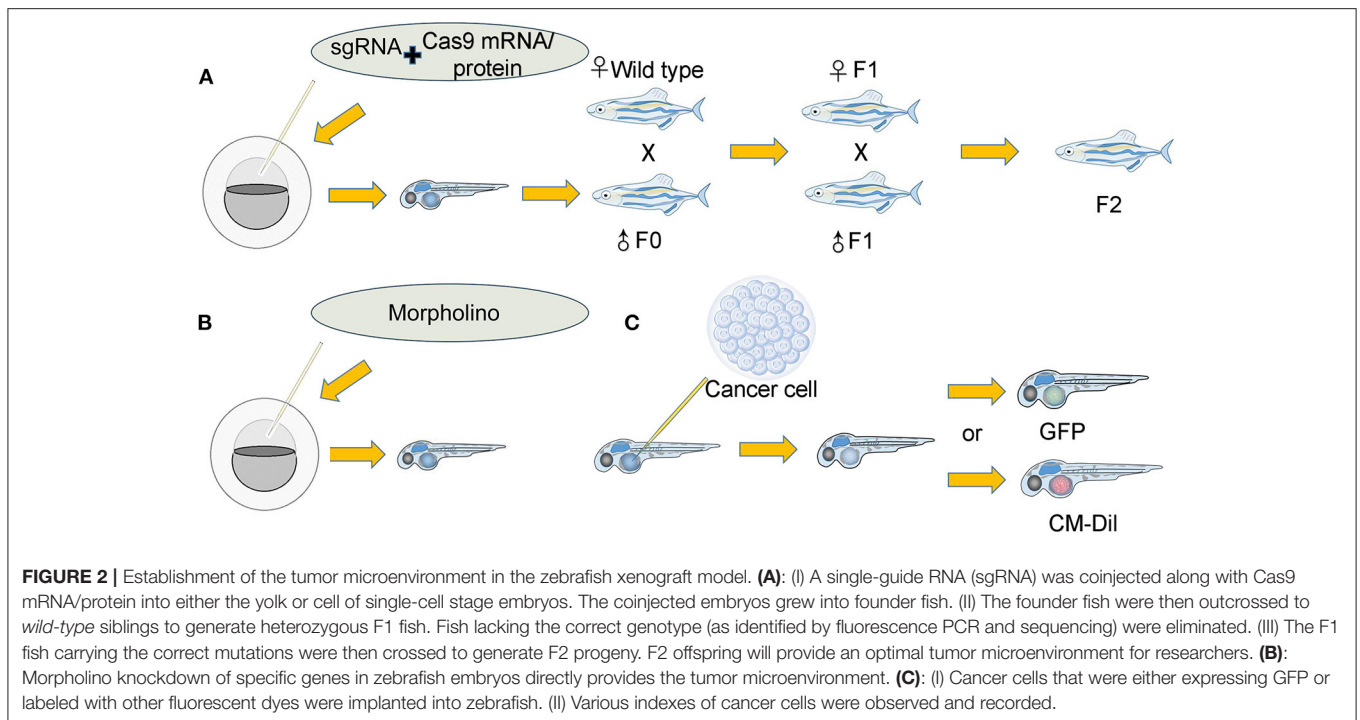 sgRNA + Cas9 mRNA/
protein
A
♀Wild type
♀ F1
X
X
F2
♂F0
♂F1
B
Morpholino
C
Cancer cell
or
GFP
CM-Dil
FIGURE 2 | Establishment of the tumor microenvironment in the zebrafish xenograft model. (A): (I) A single-guide RNA (sgRNA) was coinjected along with Cas9
mRNA/protein into either the yolk or cell of single-cell stage embryos. The coinjected embryos grew into founder fish. (II) The founder fish were then outcrossed to
wild-type siblings to generate heterozygous F1 fish. Fish lacking the correct genotype (as identified by fluorescence PCR and sequencing) were eliminated. (III) The F1
fish carrying the correct mutations were then crossed to generate F2 progeny. F2 offspring will provide an optimal tumor microenvironment for researchers. (B):
Morpholino knockdown of specific genes in zebrafish embryos directly provides the tumor microenvironment. (C): (I) Cancer cells that were either expressing GFP or
labeled with other fluorescent dyes were implanted into zebrafish. (II) Various indexes of cancer cells were observed and recorded.